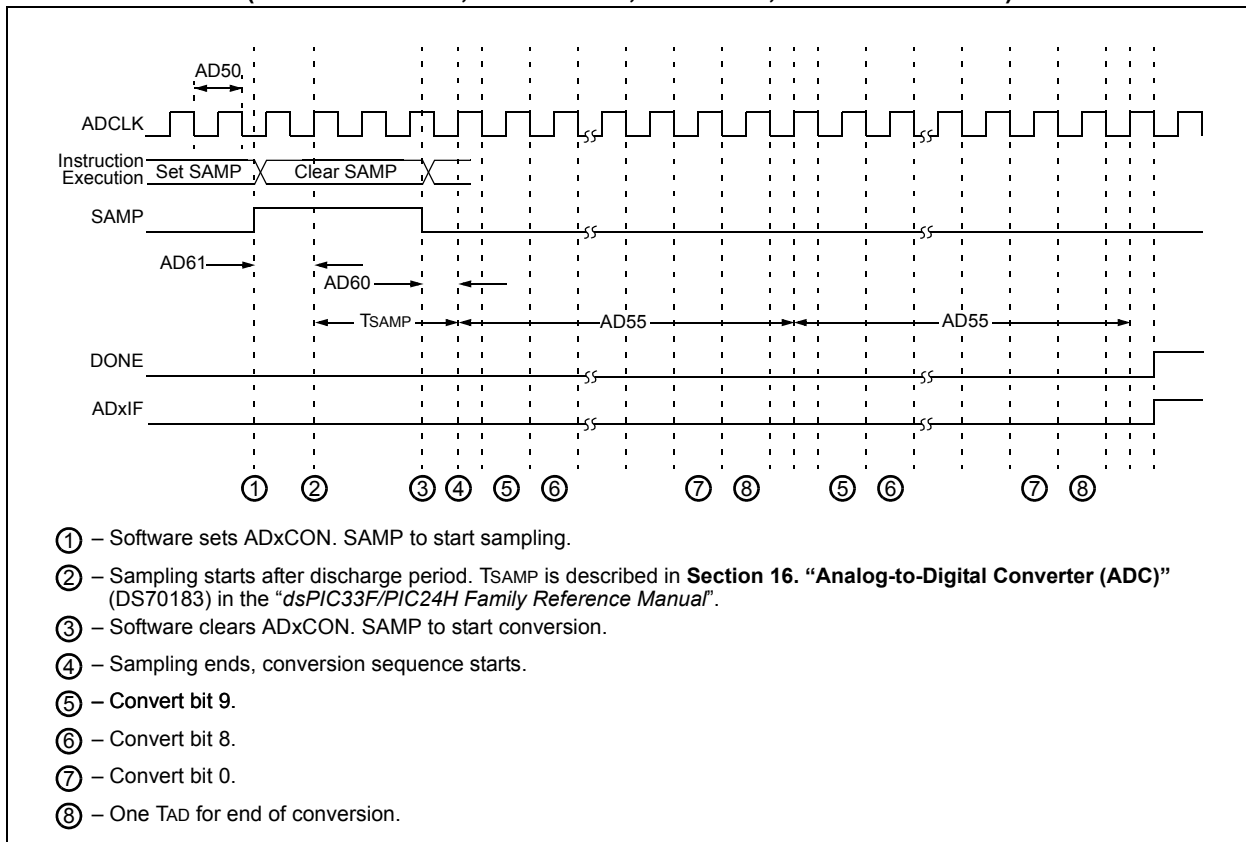 AD50
ADCLK
Instruction
Execution
Set SAMP
Clear SAMP
SAMP
AD61
AD60
TSAMP
AD55
AD55
DONE
ADxIF
1 2 3 4 5 6 7 8 5 6 7 8
1 – Software sets ADxCON. SAMP to start sampling.
2 – Sampling starts after discharge period. TSAMP is described in Section 16. “Analog-to-Digital Converter (ADC)”
(DS70183) in the “dsPIC33F/PIC24H Family Reference Manual”.
3 – Software clears ADxCON. SAMP to start conversion.
4 – Sampling ends, conversion sequence starts.
5 – Convert bit 9.
6 – Convert bit 8.
7 – Convert bit 0.
8 – One TAD for end of conversion.